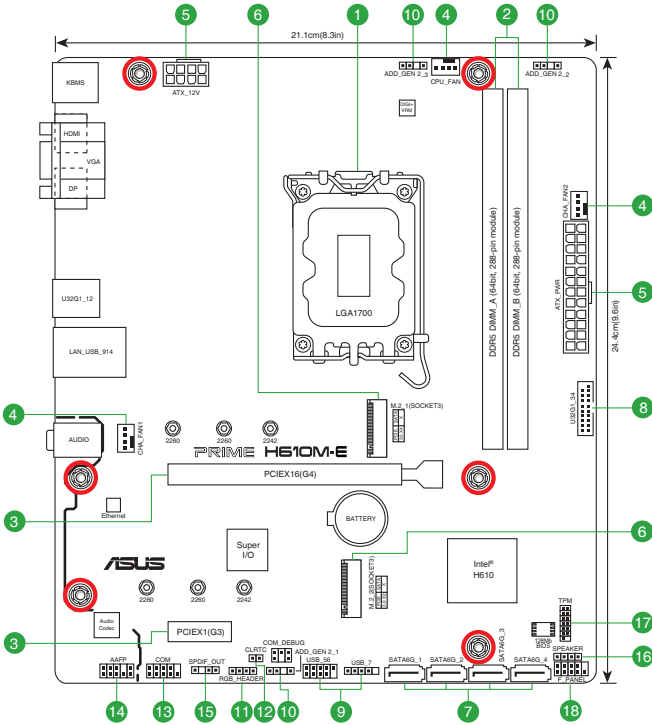 5
6
1
10
4
2
10
21.1cm(8.3in)
KBMS
ATX_12V
ADD_GEN 2_3
CPU_FAN
ADD_GEN 2_2
DIGI+
VRM
HDMI
VGA
DP
CHA_FAN2
4
DDR5 DIMM_A (64bit, 288-pin module)
DDR5 DIMM_B (64bit, 288-pin module)
ATX_PWR
5
24.4cm(9.6in)
U32G1_12
LGA1700
LAN_USB_914
U32G1_34
8
4
CHA_FAN1
AUDIO
M.2_1(SOCKET3)
2280
2260
2242
PRIME H610M-E
3
PCIEX16(G4)
Ethernet
BATTERY
6
Super
I/O
Intel®
H610
ASUS
M.2_2(SOCKET3)
2280
2260
2242
TPM
17
Audio
Codec
3
PCIEX1(G3)
128Mb
BIOS
COM_DEBUG
CLRTC
ADD_GEN 2_1
SATA6G_3
SPEAKER
16
AAFP
COM
SPDIF_OUT
RGB_HEADER
USB_56
USB_7
SATA6G_1
SATA6G_2
SATA6G_4
F_PANEL
14
13
15
11
12
10
9
7
18